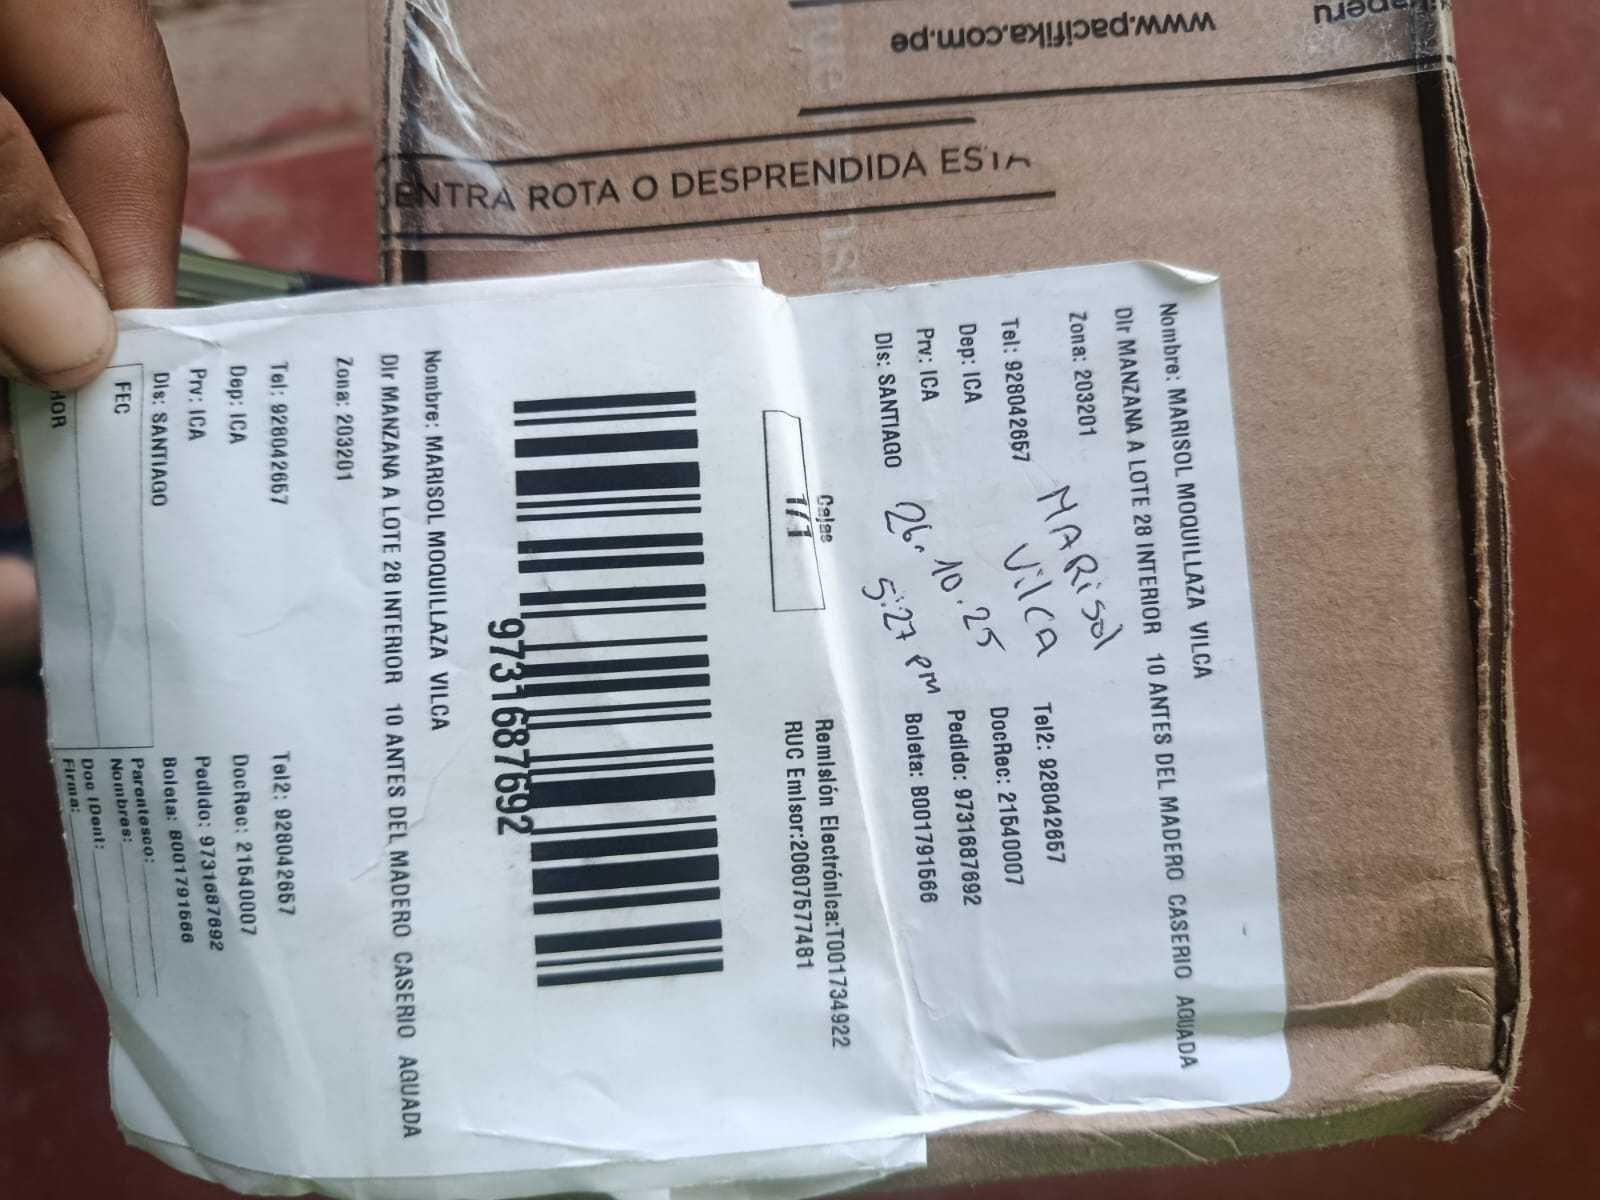 www.pacifika.com.pe
ENTRA ROTA O DESPRENDIDA ESTA
Nombre: MARISOL MOQUILLAZA VILCA
Dir MANZANA A LOTE 28 INTERIOR 10 ANTES DEL MADERO CASERIO AGUADA
Zona: 203201
MARisol
VilCA
Tel: 928042657 Tel2: 928042657
Dep: ICA DocRec: 21540007
Prv: ICA Pedido: 9731687692
Dis: SANTIAGO Boleta: B001791566
26.10.25
5:27 pm
Cajas
1/1
Remisión Electrónica:T001734922
RUC Emisor:20607577481
9731687692
Nombre: MARISOL MOQUILLAZA VILCA
Dir MANZANA A LOTE 28 INTERIOR 10 ANTES DEL MADERO CASERIO AGUADA
Zona: 203201
Tel: 928042657 Tel2: 928042657
Dep: ICA DocRec: 21540007
Prv: ICA Pedido: 9731687692
Dis: SANTIAGO Boleta: B001791566
FEC
Parentesco:
Nombres:
Doc IDent:
Firma: